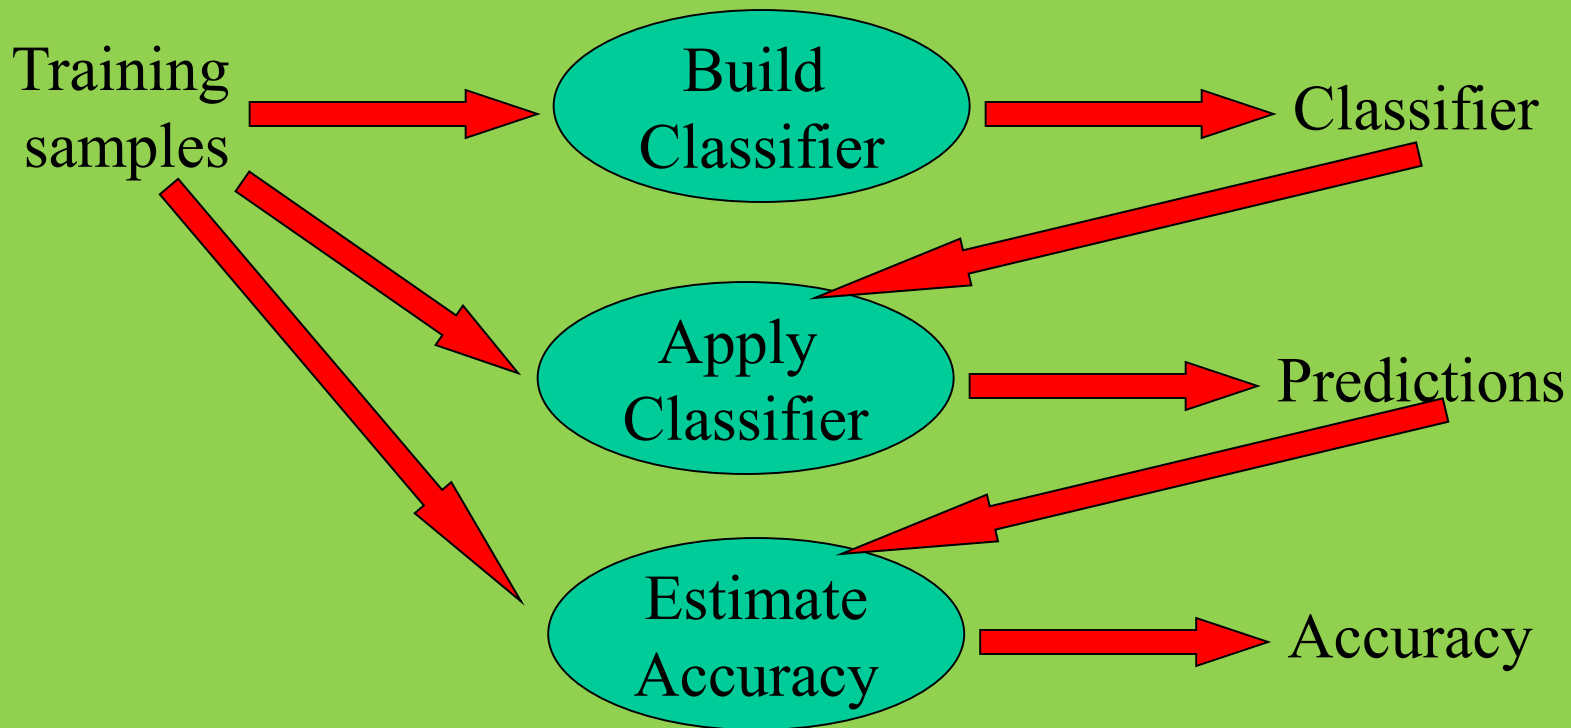 Training
samples
Build
Classifier
Classifier
Apply
Classifier
Predictions
Estimate
Accuracy
Accuracy